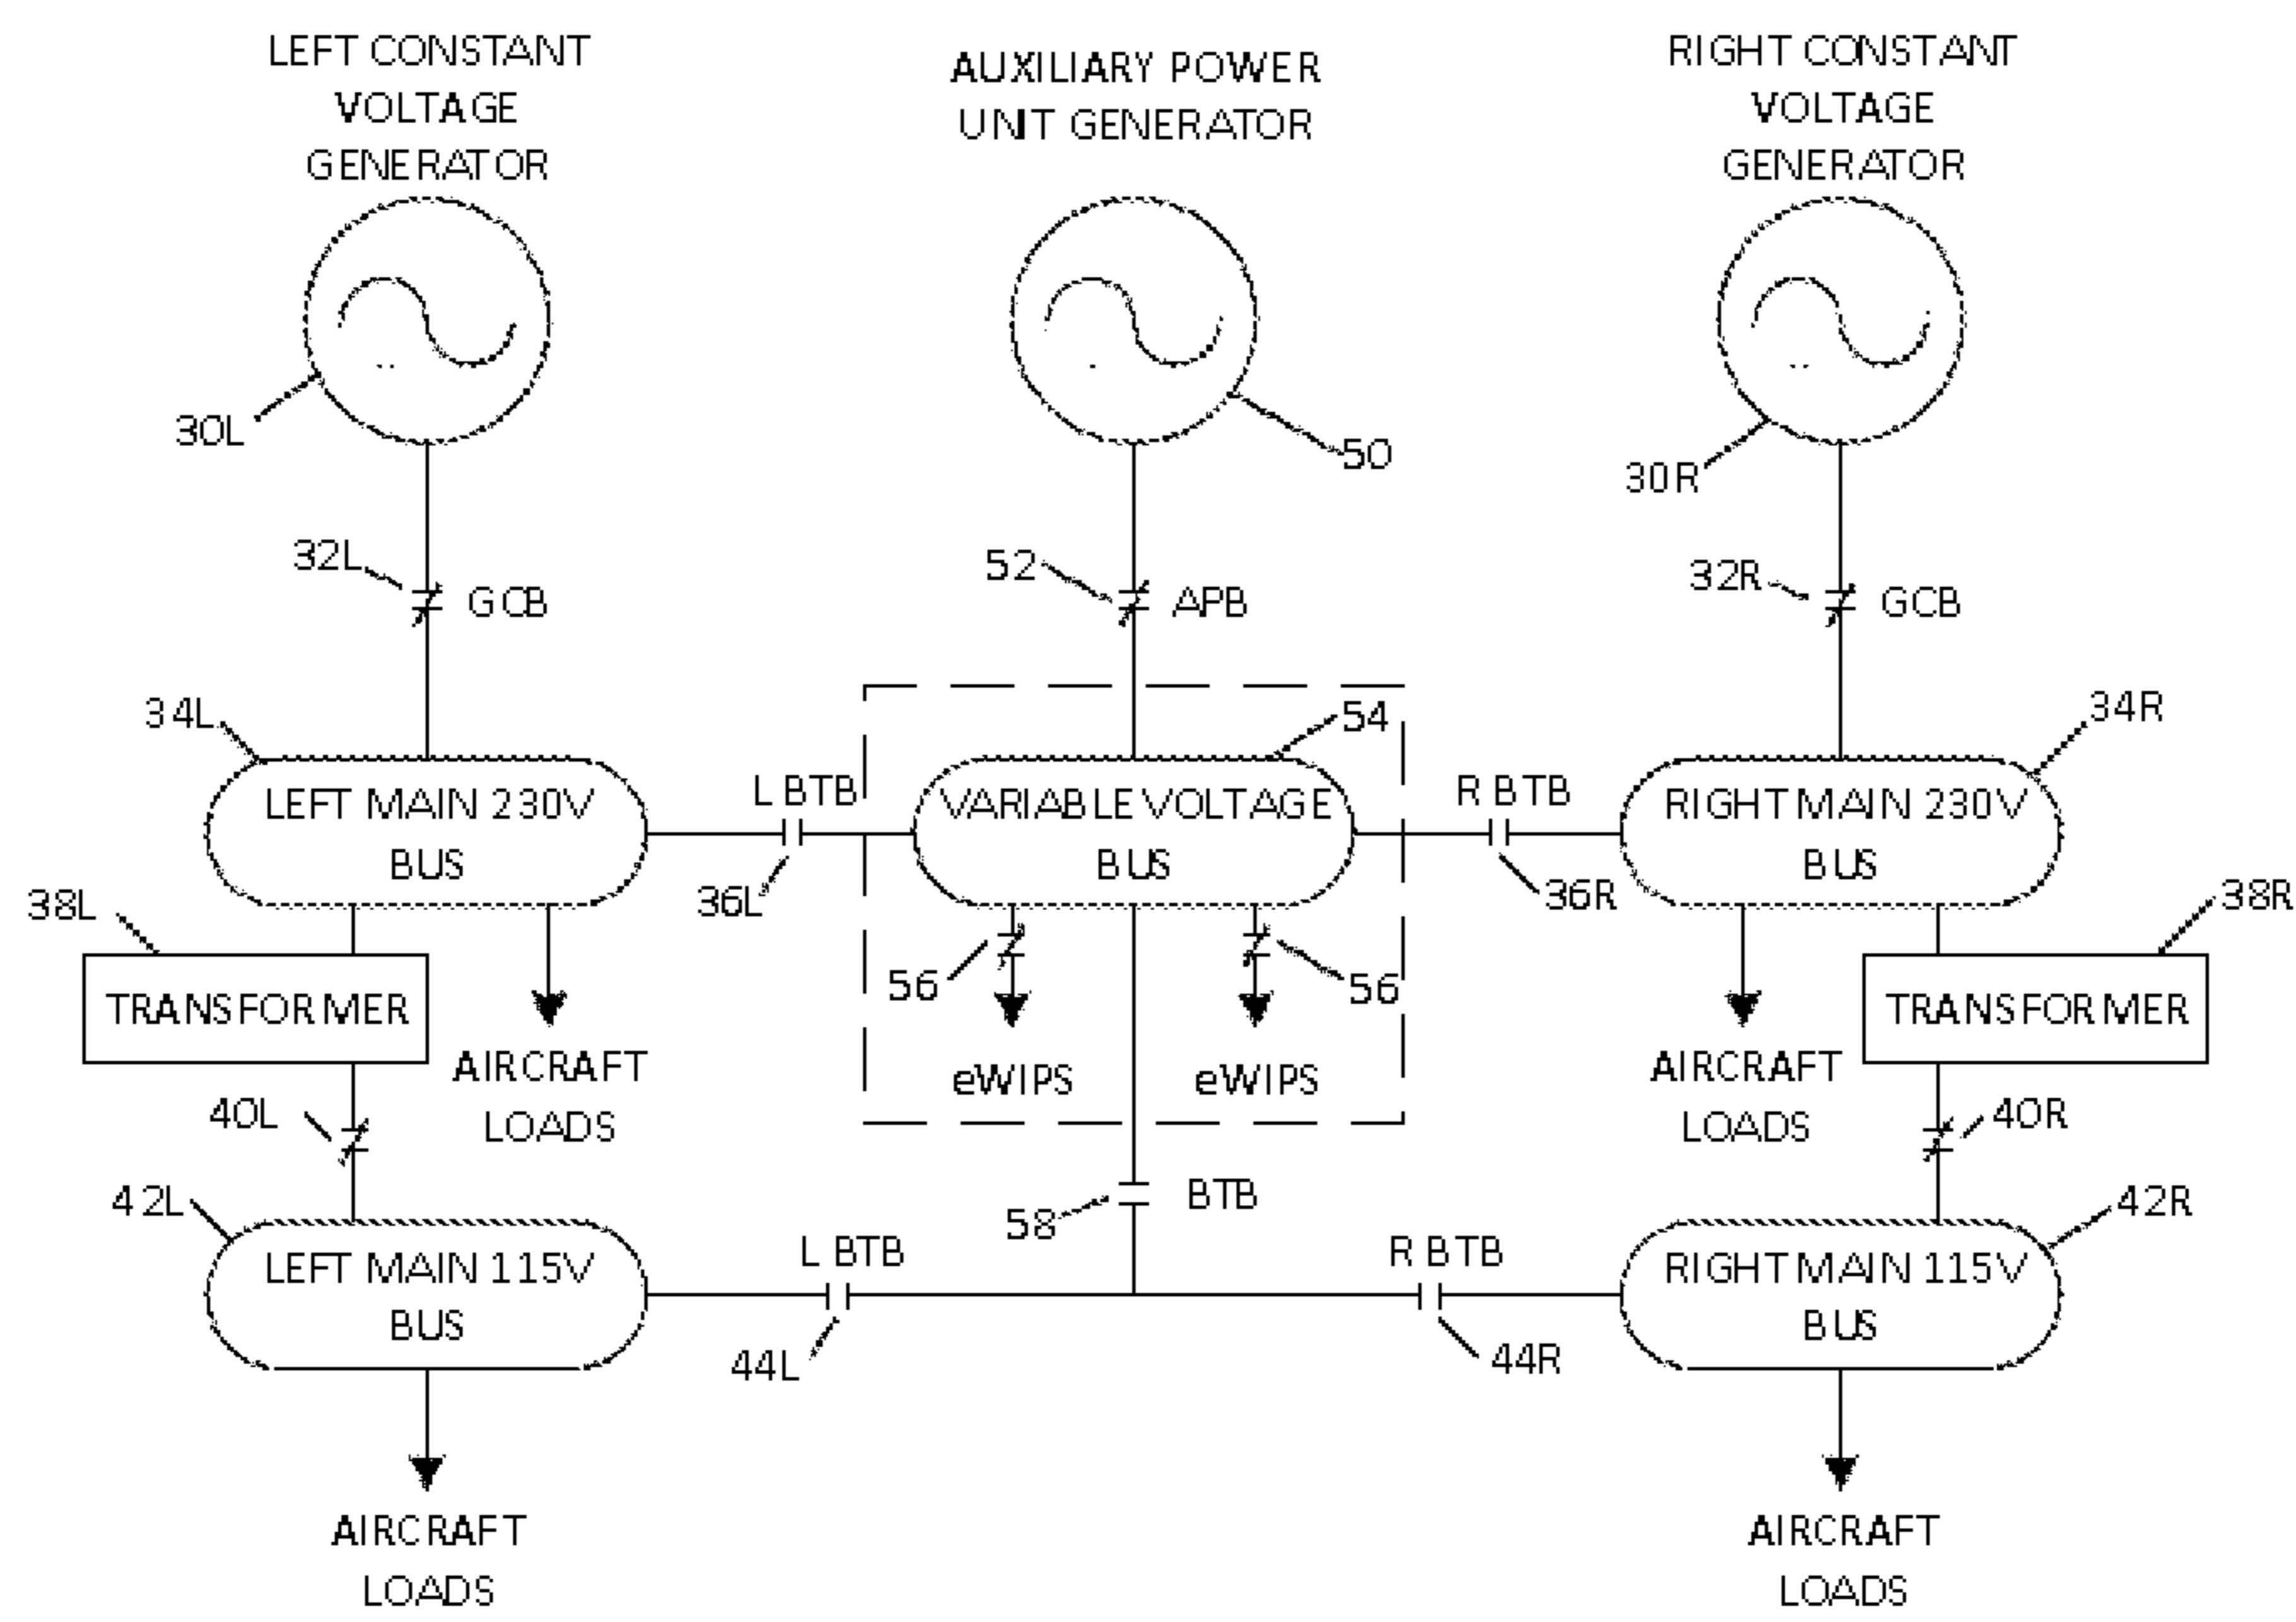 LEFT CONSTANT
VOLTAGE
GENERATOR
AUXILIARY POWER
UNIT GENERATOR
RIGHT CONSTANT
VOLTAGE
GENERATOR
30L
50
30R
32L
GCB
52
APB
32R
GCB
34L
54
34R
LEFT MAIN 230V
BUS
L BTB
VARIABLE VOLTAGE
BUS
R BTB
RIGHT MAIN 230V
BUS
36L
36R
38L
38R
56
56
TRANSFORMER
TRANSFORMER
AIRCRAFT
LOADS
eWIPS
eWIPS
AIRCRAFT
LOADS
40L
40R
42L
58
BTB
42R
LEFT MAIN 115V
BUS
L BTB
R BTB
RIGHT MAIN 115V
BUS
44L
44R
AIRCRAFT
LOADS
AIRCRAFT
LOADS